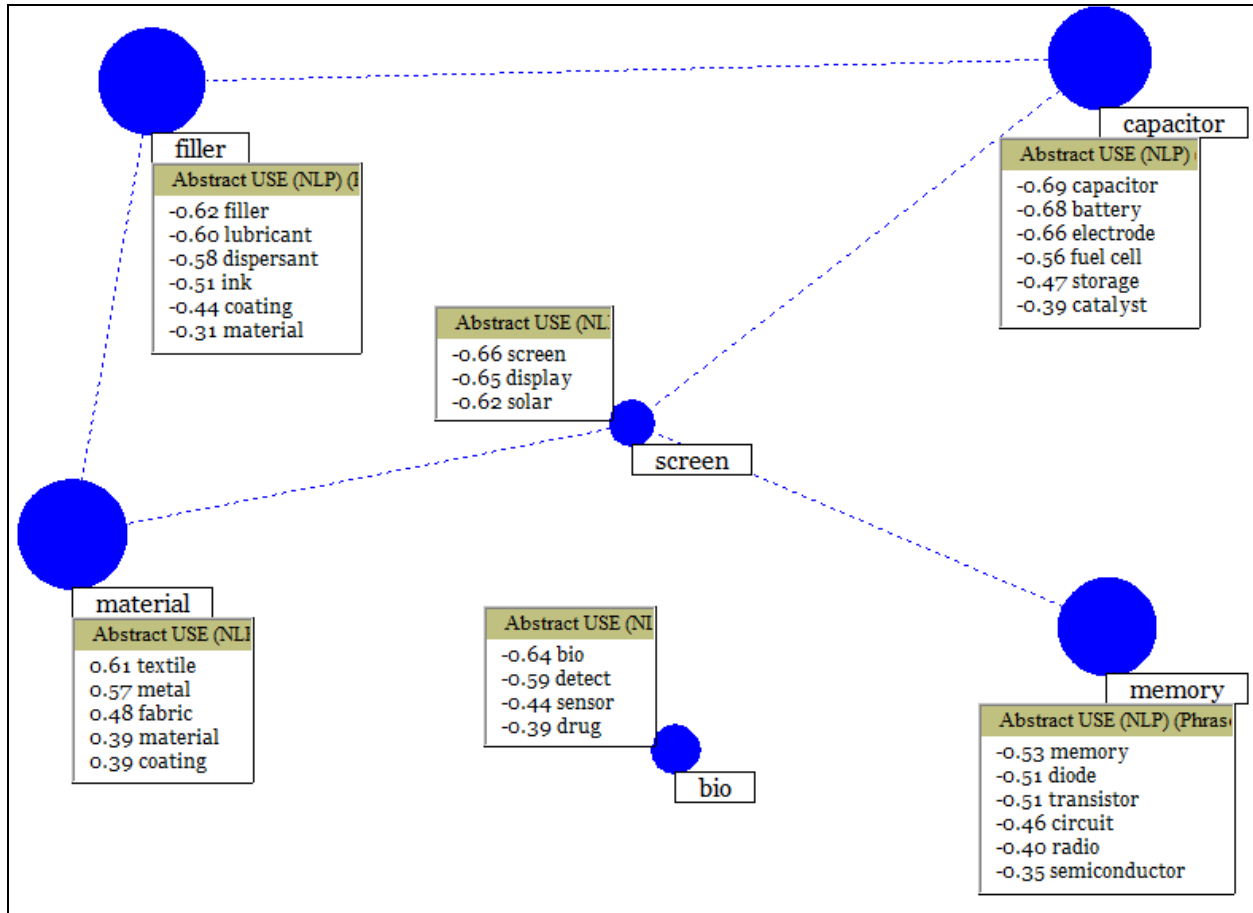 filler
Abstract USE (NLP) (
-0.62 filler
-0.60 lubricant
-0.58 dispersant
-0.51 ink
-0.44 coating
-0.31 material
capacitor
Abstract USE (NLP) (
-0.69 capacitor
-0.68 battery
-0.66 electrode
-0.56 fuel cell
-0.47 storage
-0.39 catalyst
Abstract USE (NL
-0.66 screen
-0.65 display
-0.62 solar
screen
material
Abstract USE (NL
0.61 textile
0.57 metal
0.48 fabric
0.39 material
0.39 coating
Abstract USE (N
-0.64 bio
-0.59 detect
-0.44 sensor
-0.39 drug
bio
memory
Abstract USE (NLP) (Phras
-0.53 memory
-0.51 diode
-0.51 transistor
-0.46 circuit
-0.40 radio
-0.35 semiconductor